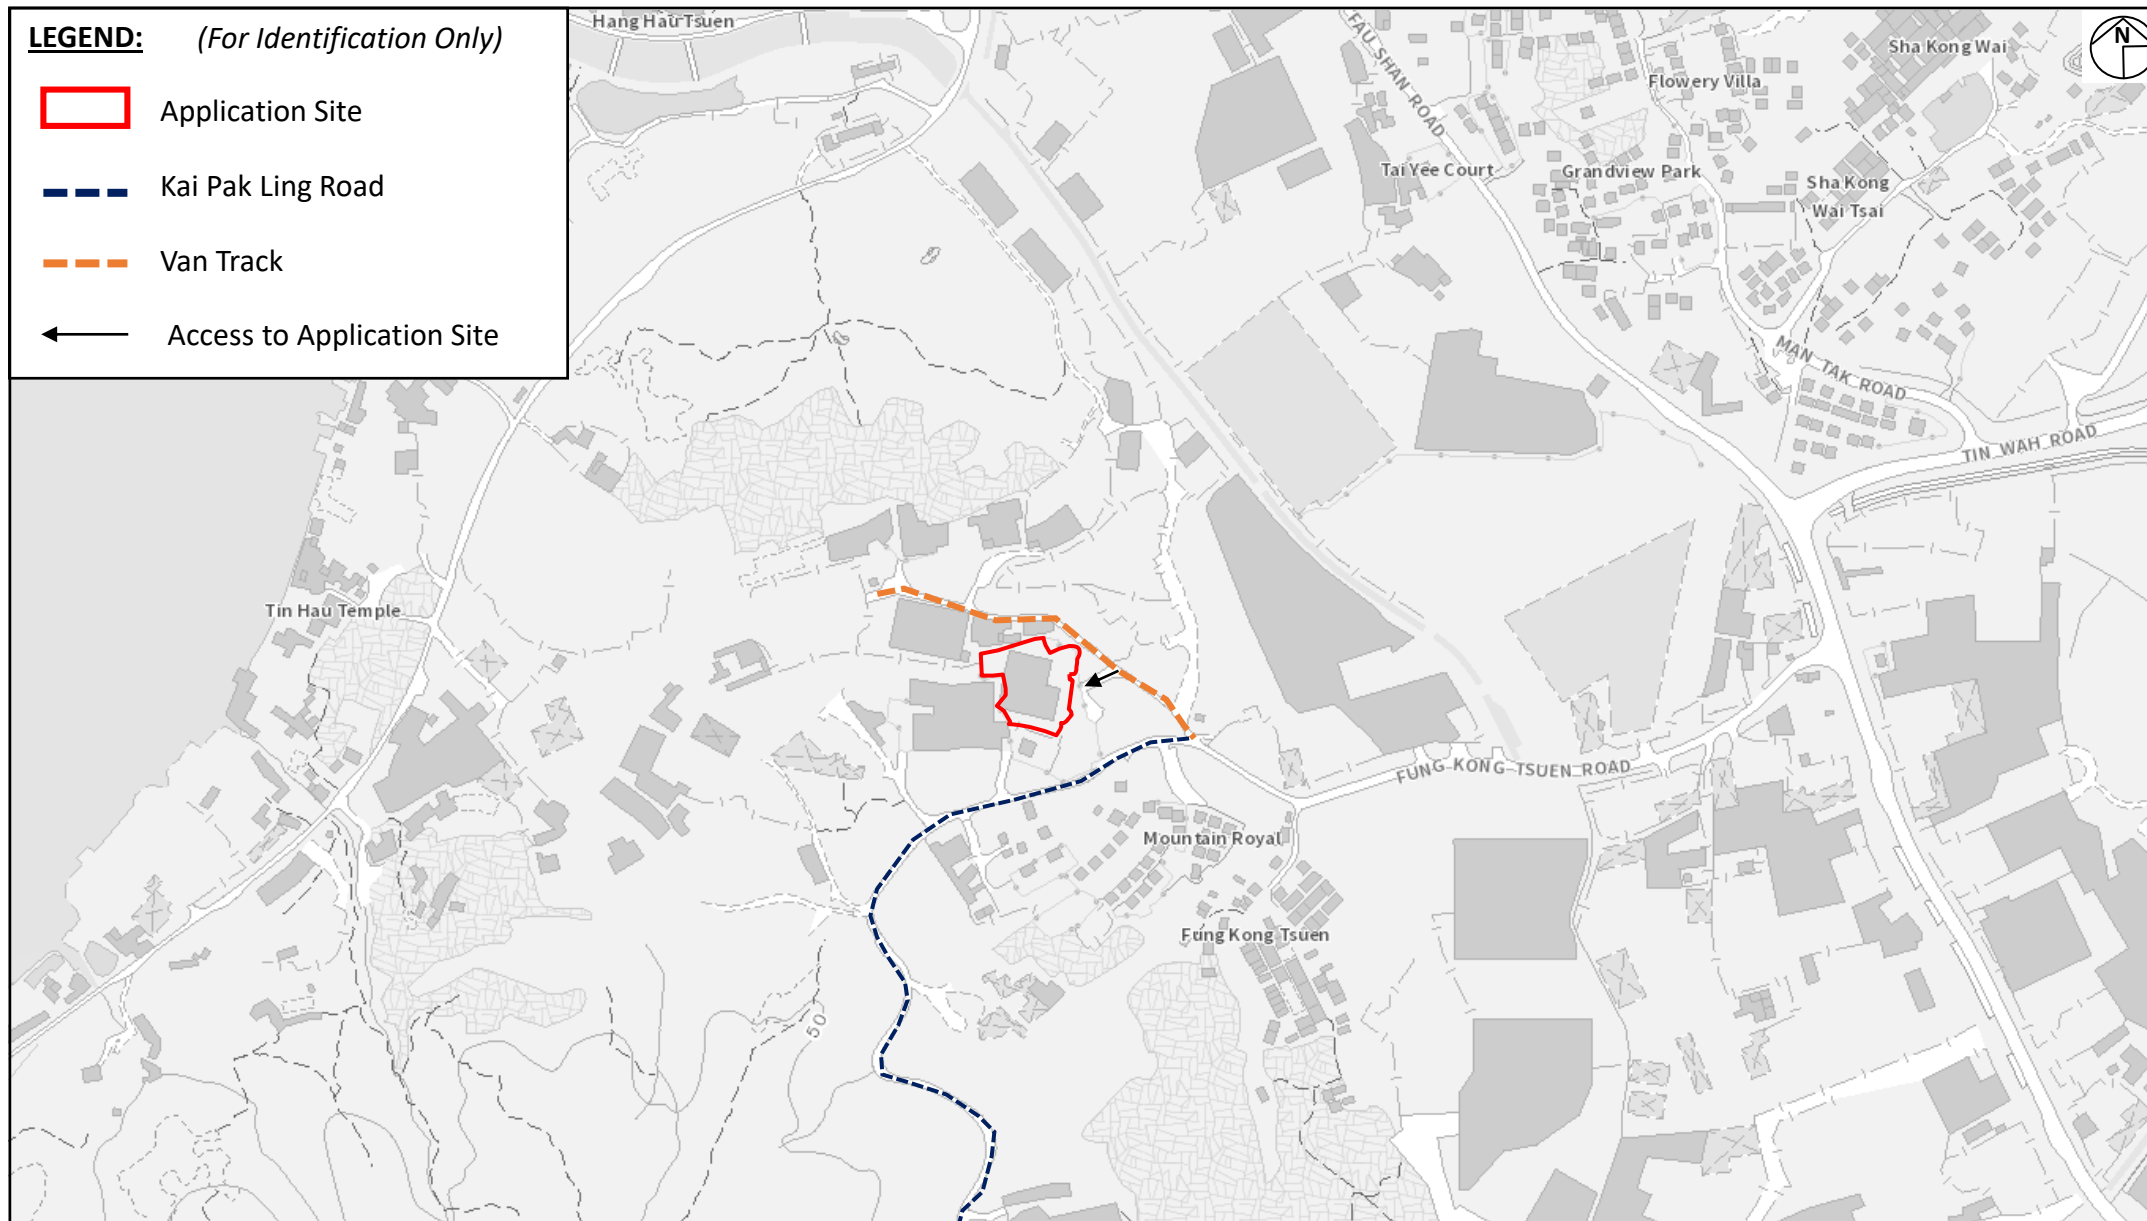 LEGEND: (For Identification Only)
Application Site
Kai Pak Ling Road
Van Track
Access to Application Site
Hang Hau Tsuen
FAU SHAN ROAD
Sha Kong Wai
N
Flowery Villa
Tai Yee Court
Grandview Park
Sha Kong
Wai Tsai
MAN TAK ROAD
TIN WAH ROAD
Tin Hau Temple
FUNG KONG TSUEN ROAD
Mountain Royal
Fung Kong Tsuen
50